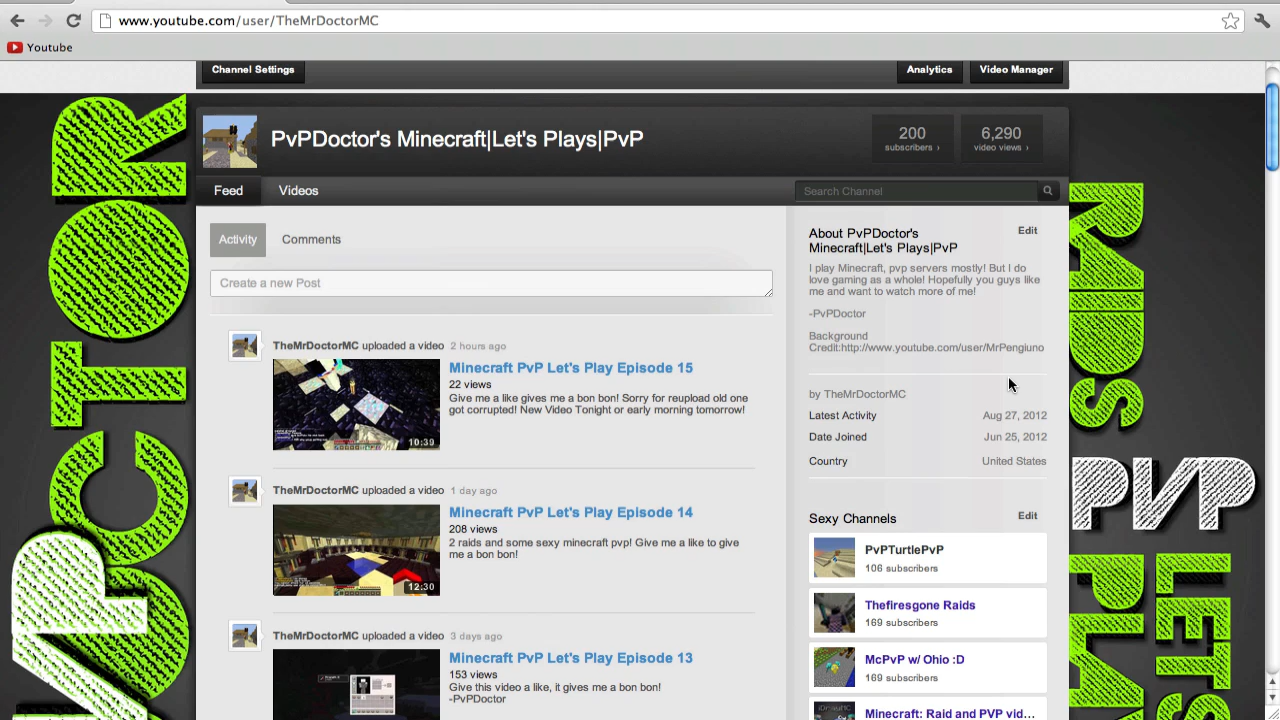 www.youtube.com/user/TheMrDoctorMC
Youtube
Channel Settings
Analytics
Video Manager
PvPDoctor's Minecraft|Let's Plays|PvP
200
subscribers ›
6,290
video views ›
Feed
Videos
Search Channel
Activity
Comments
Create a new Post
TheMrDoctorMC uploaded a video 2 hours ago
Minecraft PvP Let's Play Episode 15
22 views
Give me a like gives me a bon bon! Sorry for reupload old one
got corrupted! New Video Tonight or early morning tomorrow!
10:39
TheMrDoctorMC uploaded a video 1 day ago
Minecraft PvP Let's Play Episode 14
208 views
2 raids and some sexy minecraft pvp! Give me a like to give
me a bon bon!
12:30
TheMrDoctorMC uploaded a video 3 days ago
Minecraft PvP Let's Play Episode 13
153 views
Give this video a like, it gives me a bon bon!
-PvPDoctor
About PvPDoctor's
Minecraft|Let's Plays|PvP
Edit
I play Minecraft, pvp servers mostly! But I do
love gaming as a whole! Hopefully you guys like
me and want to watch more of me!
-PvPDoctor
Background
Credit:http://www.youtube.com/user/MrPengiuno
by TheMrDoctorMC
Latest Activity Aug 27, 2012
Date Joined Jun 25, 2012
Country United States
Sexy Channels
Edit
PvPTurtlePvP
106 subscribers
Thefiresgone Raids
169 subscribers
McPvP w/ Ohio :D
169 subscribers
Minecraft: Raid and PVP vid...
DOCTOR
PVP
LETS